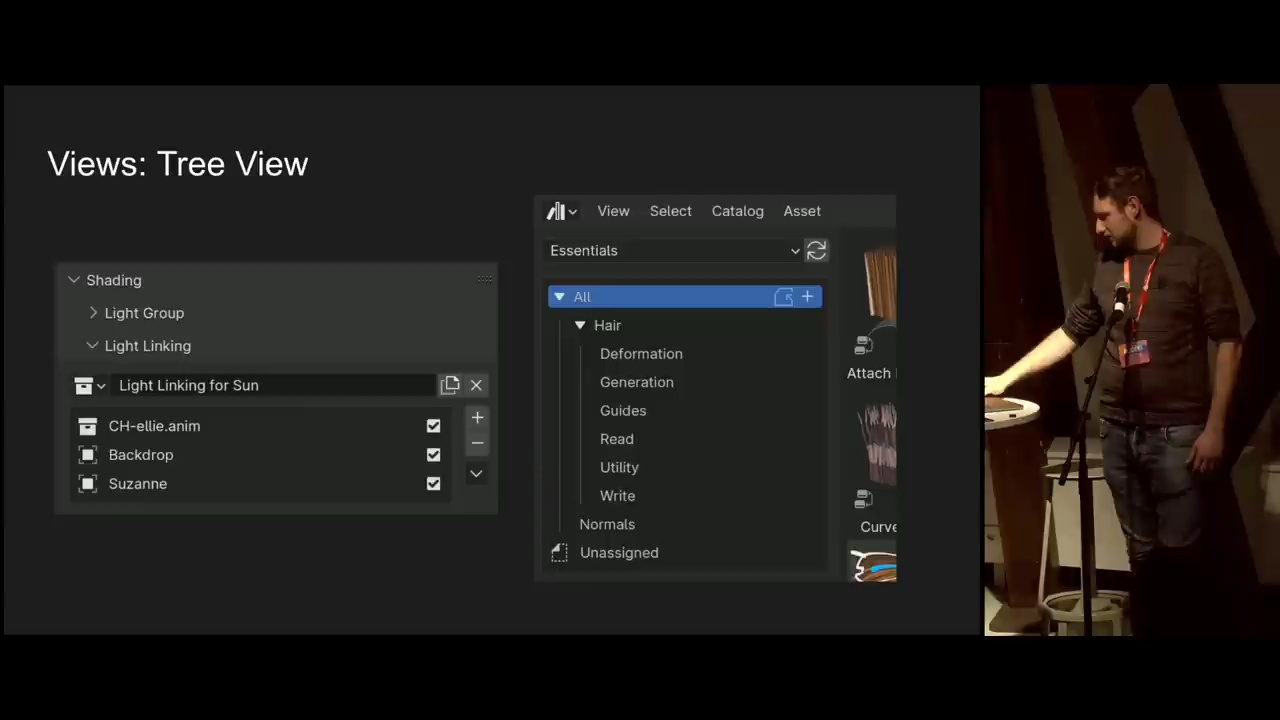 Views: Tree View
Shading
Light Group
Light Linking
Light Linking for Sun
CH-ellie.anim
Backdrop
Suzanne
View Select Catalog Asset
Essentials
All
Hair
Deformation
Generation
Guides
Read
Utility
Write
Normals
Unassigned
Attach
Curve